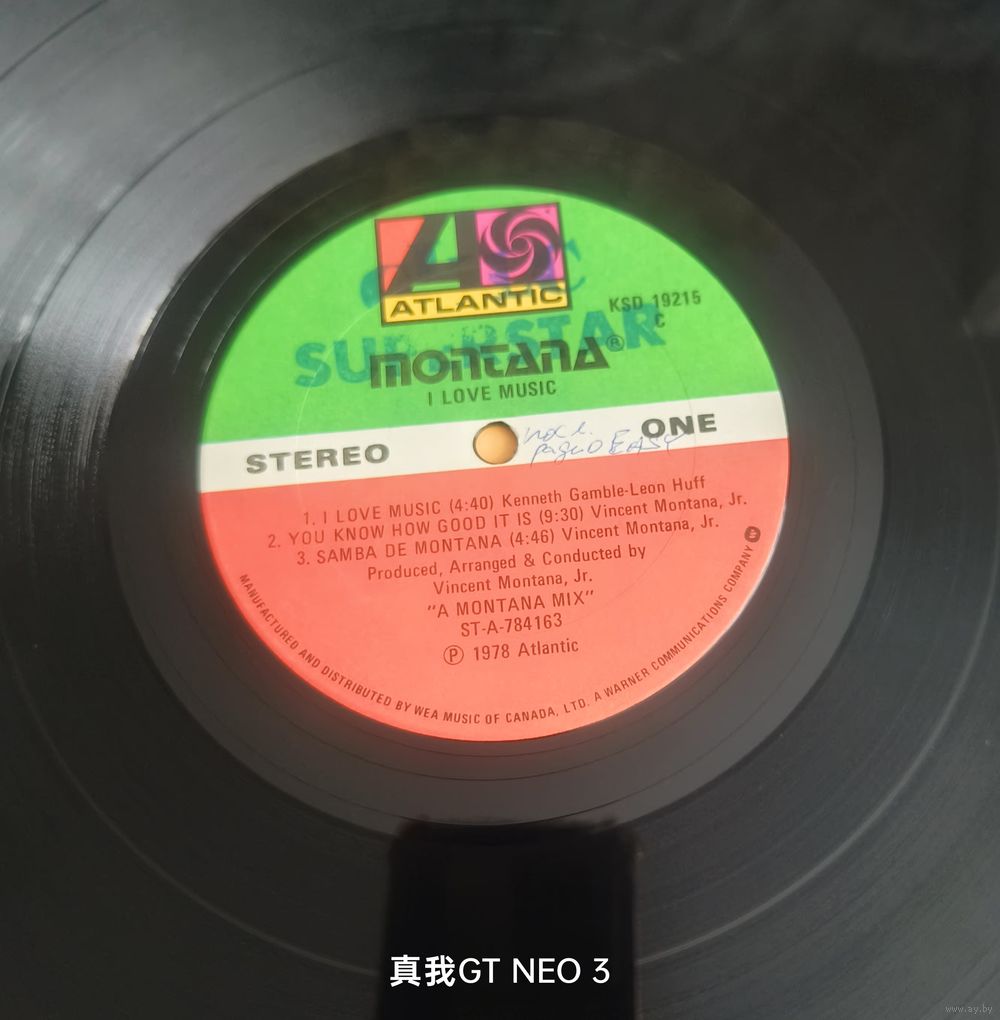 ATLANTIC
KSD 19215
C
SUPERSTAR
montana®
I LOVE MUSIC
STEREO
ONE
EASY
1. I LOVE MUSIC (4:40) Kenneth Gamble-Leon Huff
2. YOU KNOW HOW GOOD IT IS (9:30) Vincent Montana, Jr.
3. SAMBA DE MONTANA (4:46) Vincent Montana, Jr.
Produced, Arranged & Conducted by
Vincent Montana, Jr.
"A MONTANA MIX"
ST-A-784163
Ⓟ 1978 Atlantic
MANUFACTURED AND DISTRIBUTED BY WEA MUSIC OF CANADA, LTD. A WARNER COMMUNICATIONS COMPANY
真我GT NEO 3
www.ay.by